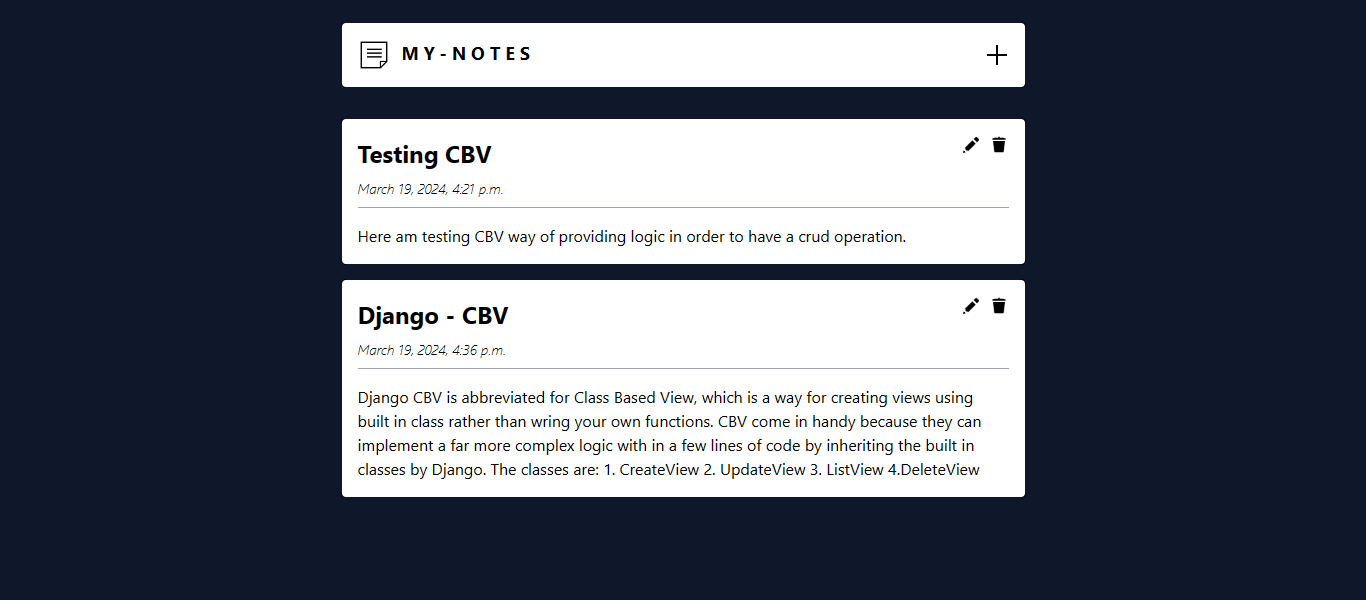 MY-NOTES
Testing CBV
March 19, 2024, 4:21 p.m.
Here am testing CBV way of providing logic in order to have a crud operation.
Django - CBV
March 19, 2024, 4:36 p.m.
Django CBV is abbreviated for Class Based View, which is a way for creating views using
built in class rather than wring your own functions. CBV come in handy because they can
implement a far more complex logic with in a few lines of code by inheriting the built in
classes by Django. The classes are: 1. CreateView 2. UpdateView 3. ListView 4.DeleteView